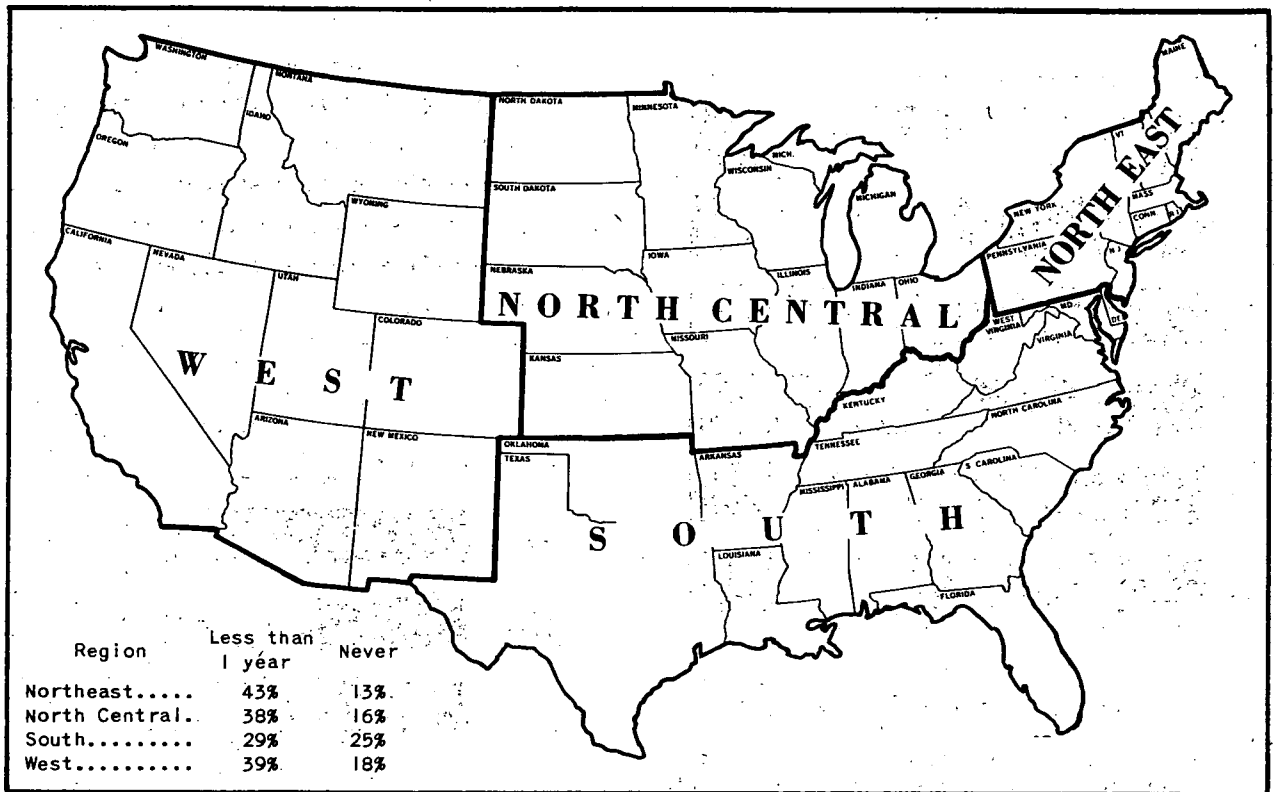 WASHINGTON
MONTANA
IDAHO
OREGON
WYOMING
CALIFORNIA
NEVADA
UTAH
COLORADO
ARIZONA
NEW MEXICO
WEST
NORTH DAKOTA
MINNESOTA
SOUTH DAKOTA
WISCONSIN
MICH.
MICHIGAN
NEBRASKA
IOWA
ILLINOIS
INDIANA
OHIO
NORTH CENTRAL
KANSAS
MISSOURI
MAINE
VT
NEW YORK
MASS
CONN
R I
PENNSYLVANIA
N J
NORTH EAST
WEST VIRGINIA
MD.
DE
VIRGINIA
KENTUCKY
NORTH CAROLINA
TENNESSEE
OKLAHOMA
TEXAS
ARKANSAS
MISSISSIPPI
ALABAMA
GEORGIA
S CAROLINA
LOUISIANA
FLORIDA
SOUTH
Region Less than 1 year Never
Northeast..... 43% 13%
North Central. 38% 16%
South......... 29% 25%
West.......... 39% 18%